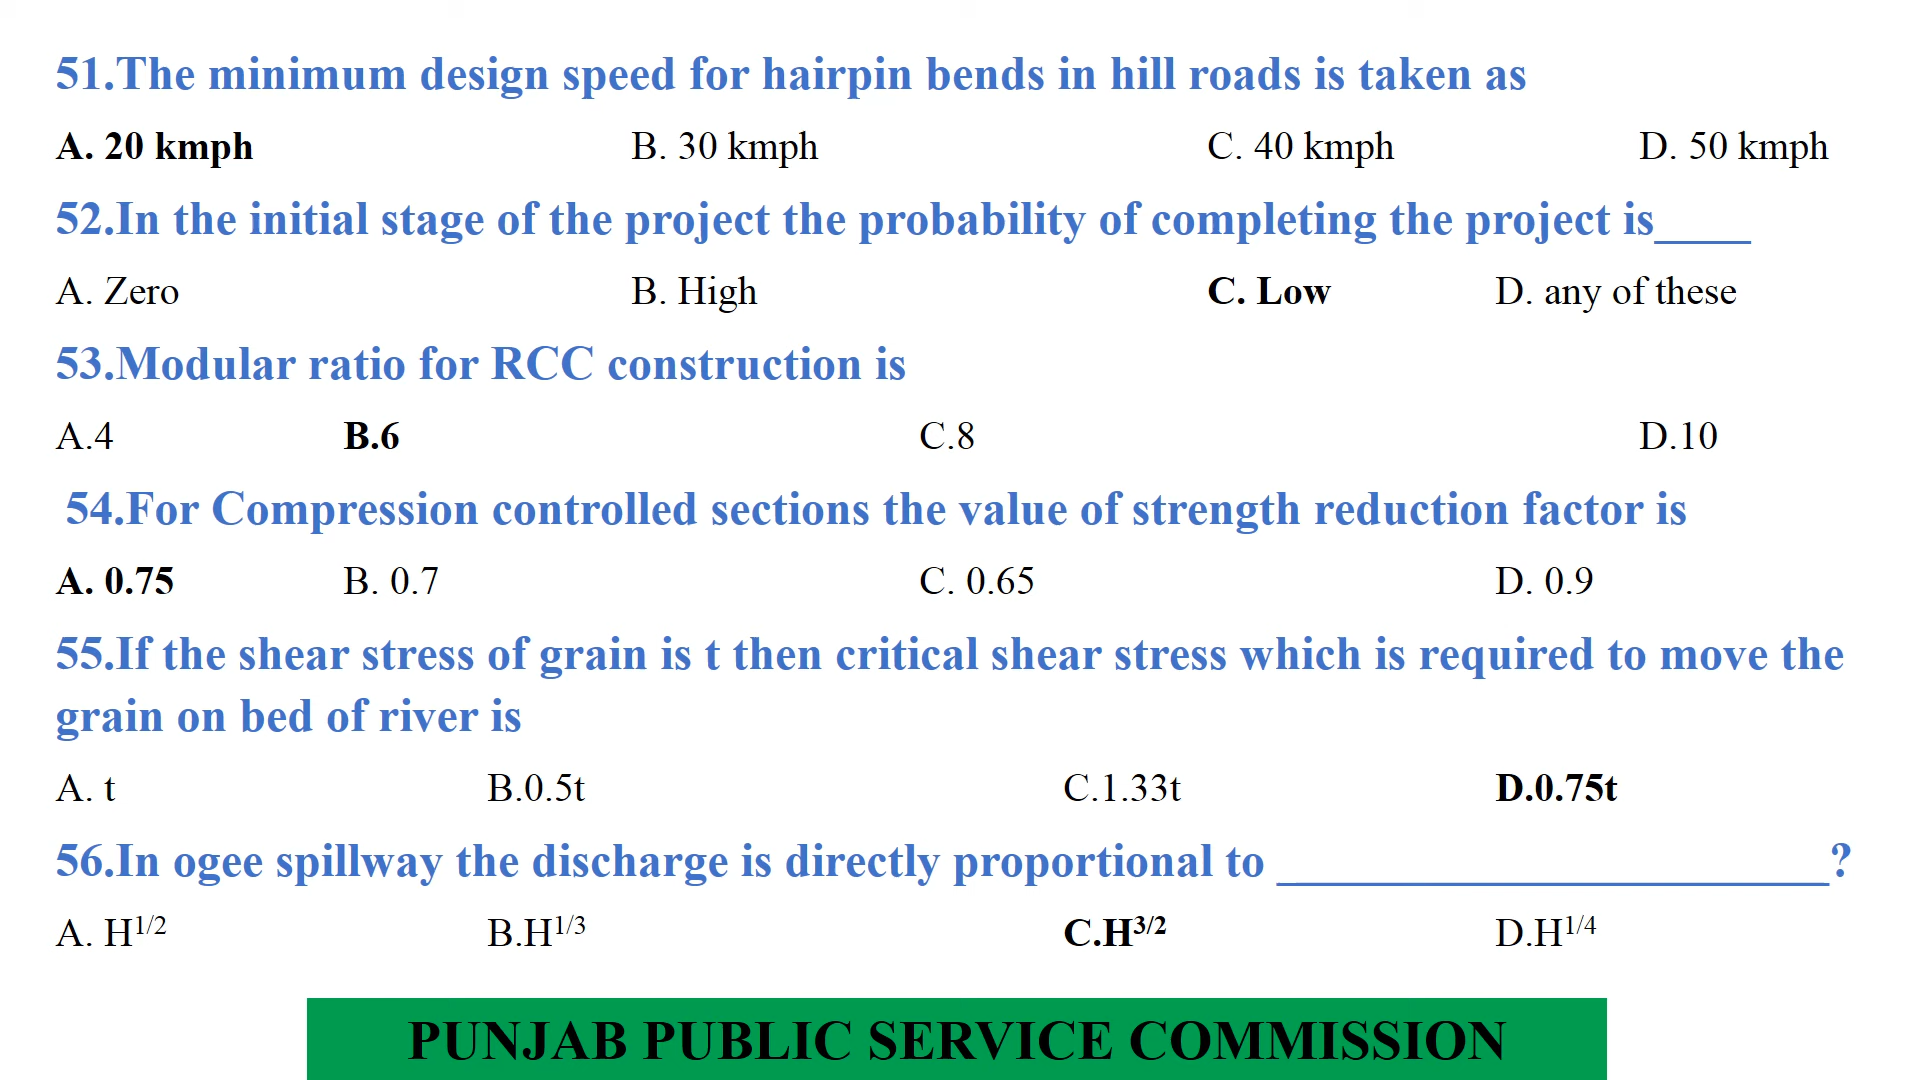 51.The minimum design speed for hairpin bends in hill roads is taken as
A. 20 kmph B. 30 kmph C. 40 kmph D. 50 kmph
52.In the initial stage of the project the probability of completing the project is____
A. Zero B. High C. Low D. any of these
53.Modular ratio for RCC construction is
A.4 B.6 C.8 D.10
54.For Compression controlled sections the value of strength reduction factor is
A. 0.75 B. 0.7 C. 0.65 D. 0.9
55.If the shear stress of grain is t then critical shear stress which is required to move the
grain on bed of river is
A. t B.0.5t C.1.33t D.0.75t
56.In ogee spillway the discharge is directly proportional to _______________________?
A. H^1/2 B.H^1/3 C.H^3/2 D.H^1/4
PUNJAB PUBLIC SERVICE COMMISSION